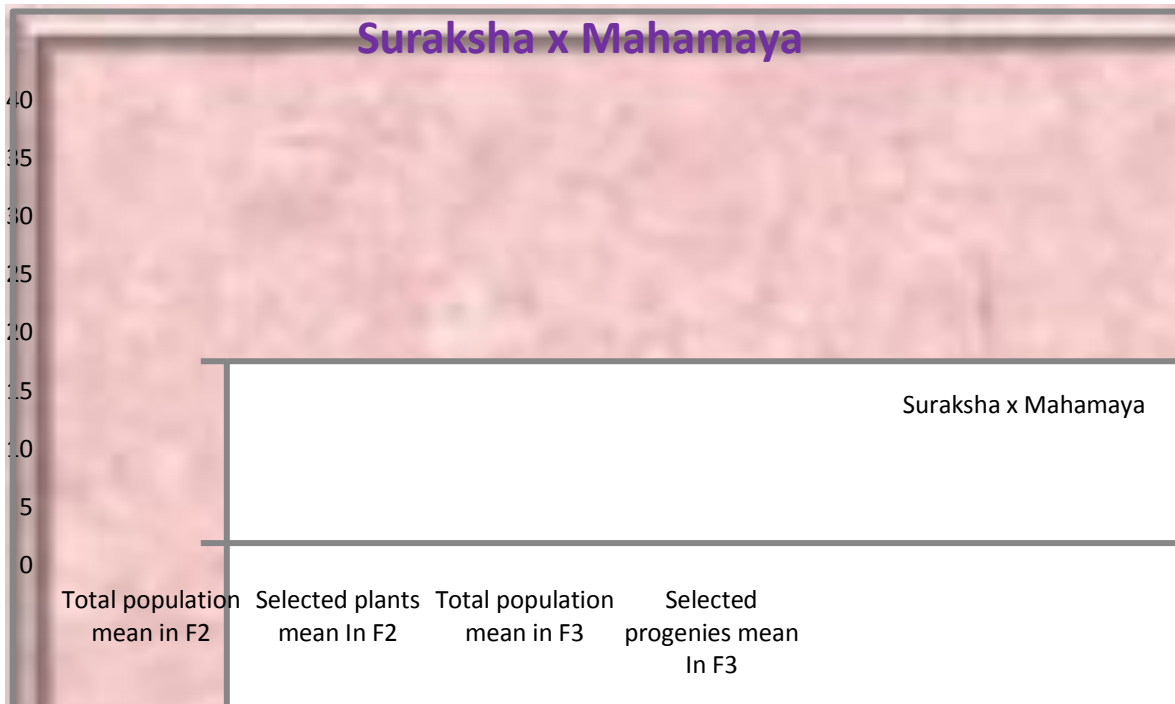 Suraksha x Mahamaya
40
35
30
25
20
15
10
5
0
Suraksha x Mahamaya
Total population
mean in F2
Selected plants
mean In F2
Total population
mean in F3
Selected
progenies mean
In F3